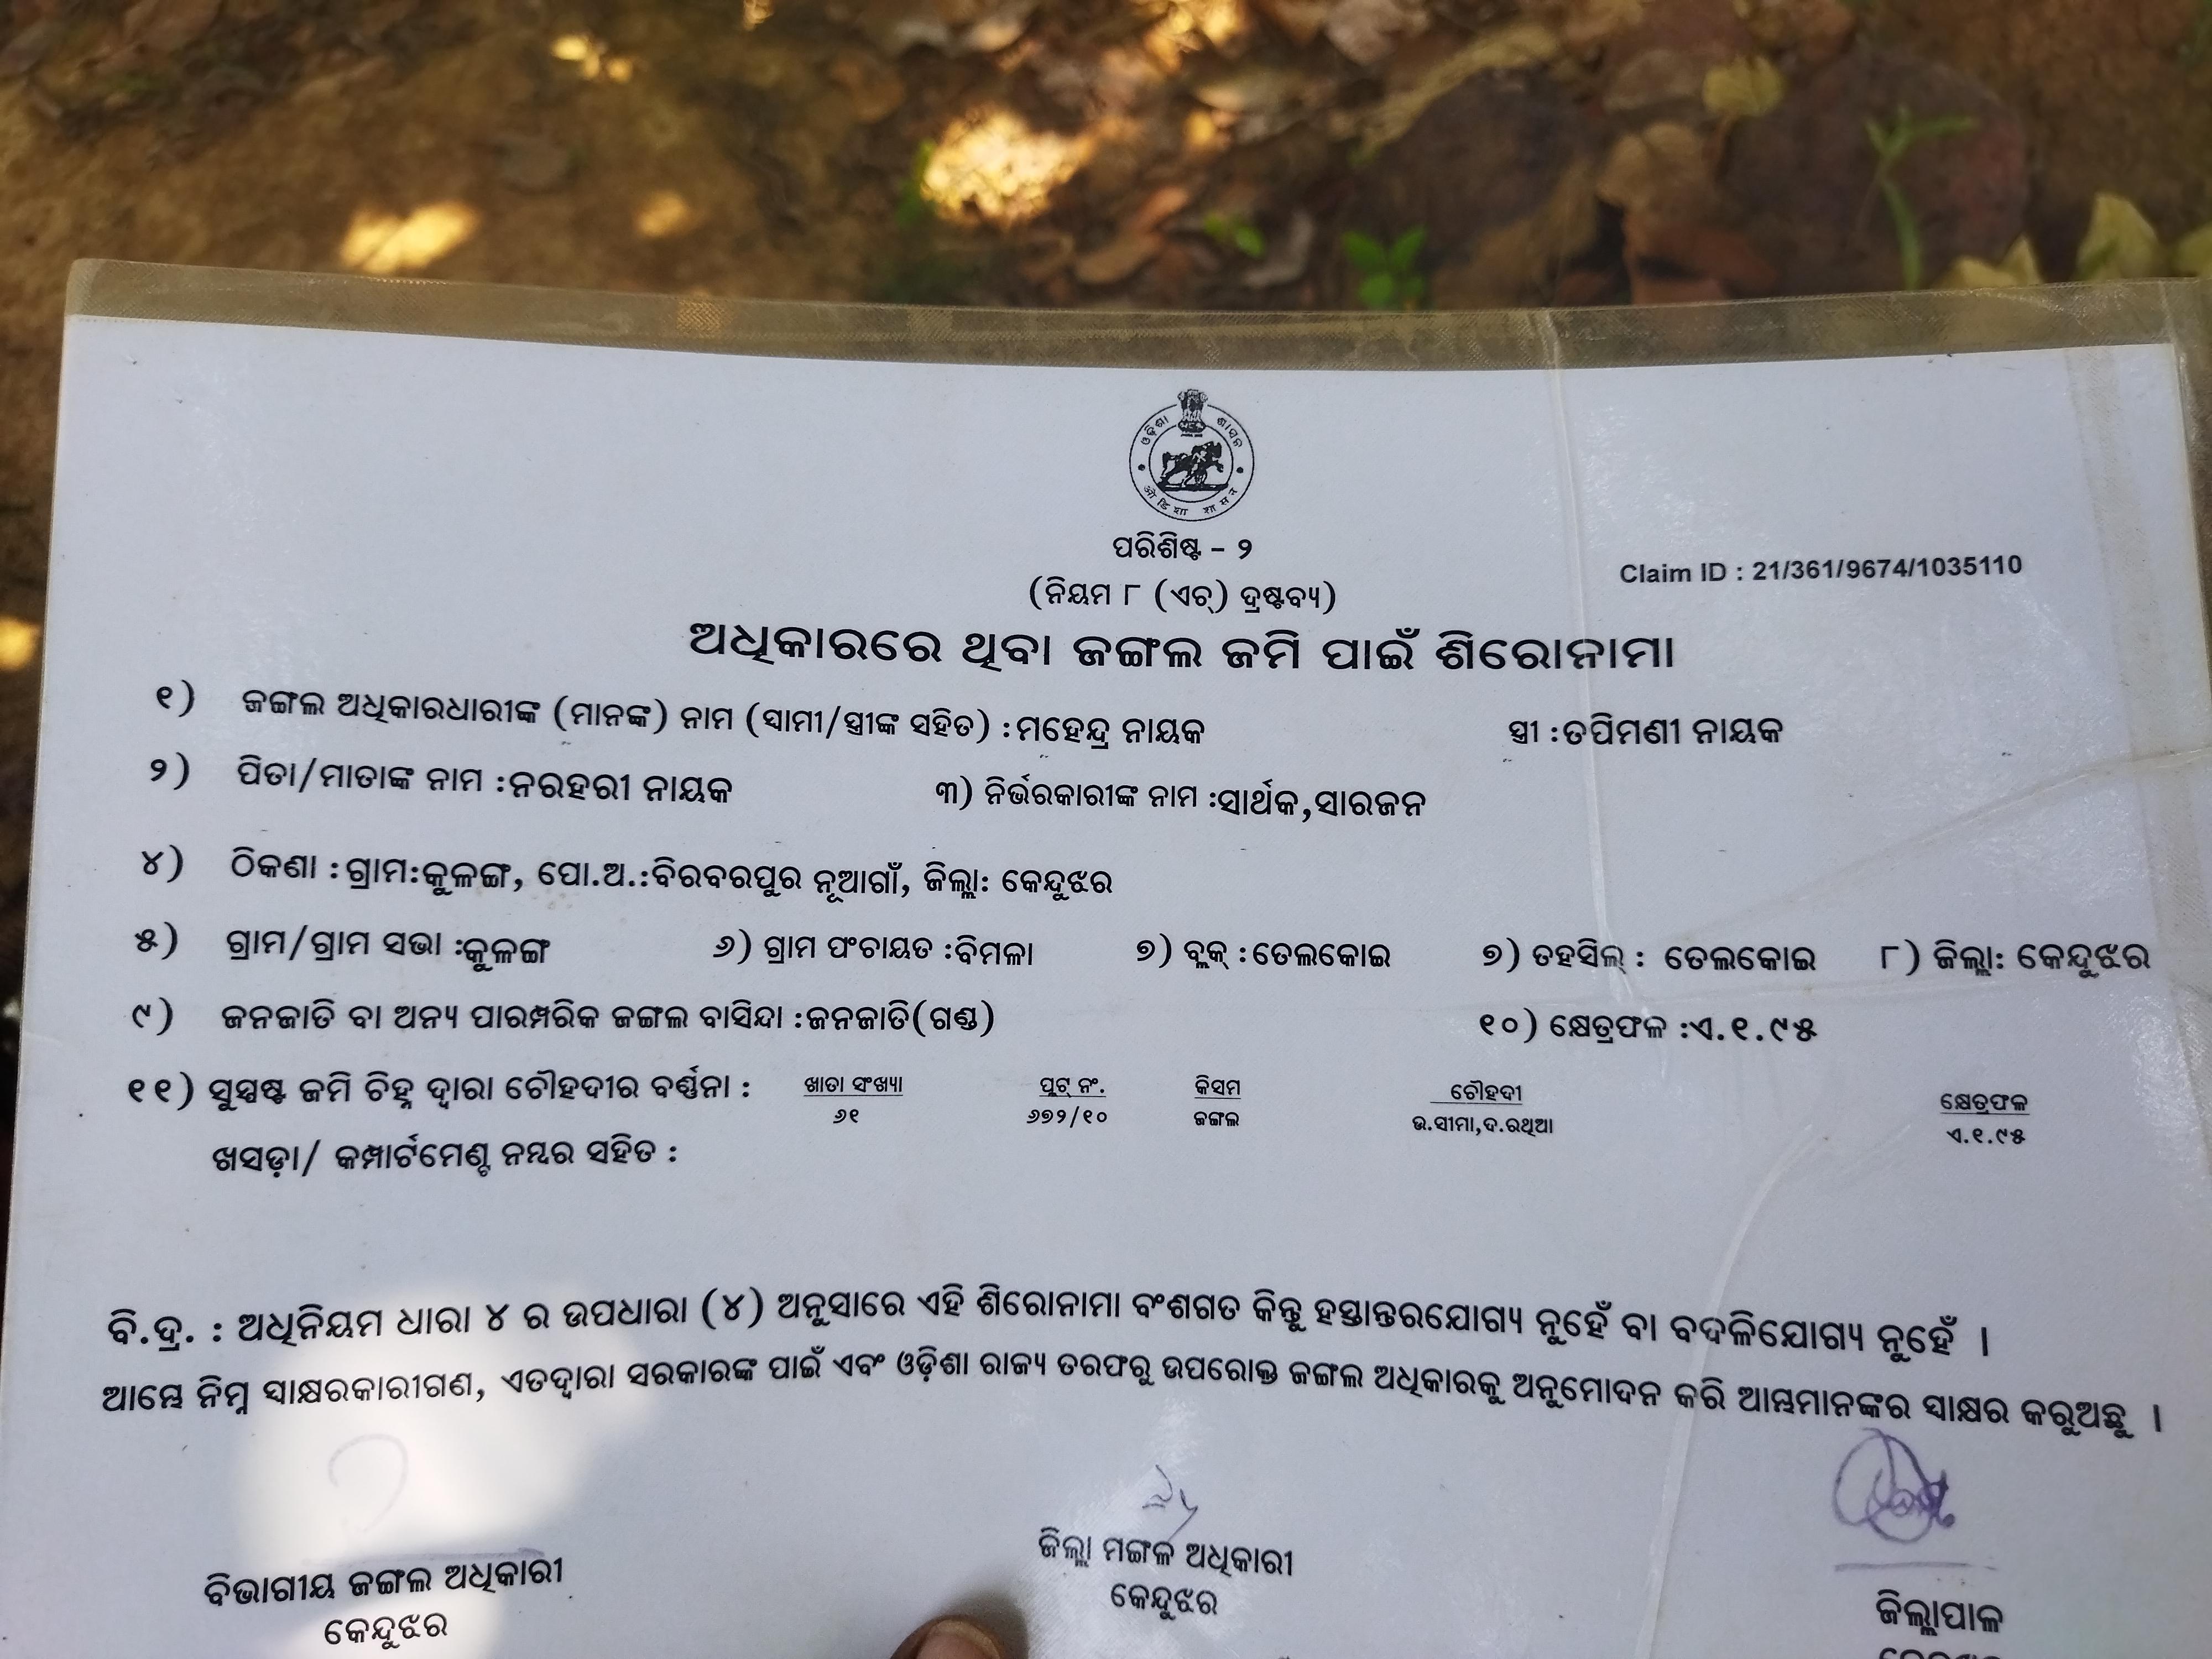 ଓଡ଼ିଶା ଶାସନ
ओडिशा शासन
ପରିଶିଷ୍ଟ - ୨
Claim ID : 21/361/9674/1035110
(ନିୟମ ୮ (ଏଚ୍) ଦ୍ରଷ୍ଟବ୍ୟ)
ଅଧିକାରରେ ଥିବା ଜଙ୍ଗଲ ଜମି ପାଇଁ ଶିରୋନାମା
୧) ଜଙ୍ଗଲ ଅଧିକାରଧାରୀଙ୍କ (ମାନଙ୍କ) ନାମ (ସ୍ୱାମୀ/ସ୍ତ୍ରୀଙ୍କ ସହିତ) :ମହେନ୍ଦ୍ର ନାୟକ ସ୍ତ୍ରୀ :ତପିମଣୀ ନାୟକ
୨) ପିତା/ମାତାଙ୍କ ନାମ :ନରହରୀ ନାୟକ ୩) ନିର୍ଭରକାରୀଙ୍କ ନାମ :ସାର୍ଥକ,ସାରଜନ
୪) ଠିକଣା :ଗ୍ରାମ:କୁଳଙ୍ଗ, ପୋ.ଅ.:ବିରବରପୁର ନୂଆଗାଁ, ଜିଲ୍ଲା: କେନ୍ଦୁଝର
୫) ଗ୍ରାମ/ଗ୍ରାମ ସଭା :କୁଳଙ୍ଗ ୬) ଗ୍ରାମ ପଂଚାୟତ :ବିମଳା ୭) ବ୍ଲକ୍ :ତେଲକୋଇ ୭) ତହସିଲ୍ : ତେଲକୋଇ ୮) ଜିଲ୍ଲା: କେନ୍ଦୁଝର
୯) ଜନଜାତି ବା ଅନ୍ୟ ପାରମ୍ପରିକ ଜଙ୍ଗଲ ବାସିନ୍ଦା :ଜନଜାତି(ଗଣ୍ଡ) ୧୦) କ୍ଷେତ୍ରଫଳ :ଏ.୧.୯୫
୧୧) ସୁସ୍ପଷ୍ଟ ଜମି ଚିହ୍ନ ଦ୍ୱାରା ଚୌହଦୀର ବର୍ଣ୍ଣନା : ଖାତା ସଂଖ୍ୟା ପ୍ଲଟ୍ ନଂ. କିସମ ଚୌହଦୀ କ୍ଷେତ୍ରଫଳ
୬୧ ୬୭୨/୧୦ ଜଙ୍ଗଲ ଉ.ସୀମା,ଦ.ରଥିଆ ଏ.୧.୯୫
ଖସଡ଼ା/ କମ୍ପାର୍ଟମେଣ୍ଟ ନମ୍ବର ସହିତ :
ବି.ଦ୍ର. : ଅଧିନିୟମ ଧାରା ୪ ର ଉପଧାରା (୪) ଅନୁସାରେ ଏହି ଶିରୋନାମା ବଂଶଗତ କିନ୍ତୁ ହସ୍ତାନ୍ତରଯୋଗ୍ୟ ନୁହେଁ ବା ବଦଳିଯୋଗ୍ୟ ନୁହେଁ ।
ଆମ୍ଭେ ନିମ୍ନ ସ୍ୱାକ୍ଷରକାରୀଗଣ, ଏତଦ୍ୱାରା ସରକାରଙ୍କ ପାଇଁ ଏବଂ ଓଡ଼ିଶା ରାଜ୍ୟ ତରଫରୁ ଉପରୋକ୍ତ ଜଙ୍ଗଲ ଅଧିକାରକୁ ଅନୁମୋଦନ କରି ଆମ୍ଭମାନଙ୍କର ସ୍ୱାକ୍ଷର କରୁଅଛୁ ।
ବିଭାଗୀୟ ଜଙ୍ଗଲ ଅଧିକାରୀ ଜିଲ୍ଲା ମଙ୍ଗଳ ଅଧିକାରୀ ଜିଲ୍ଲାପାଳ
କେନ୍ଦୁଝର କେନ୍ଦୁଝର